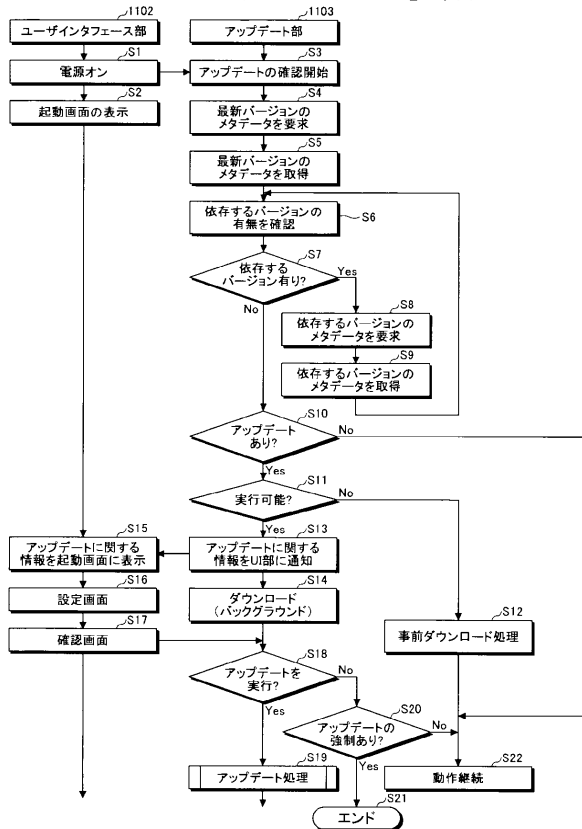 1102
ユーザインタフェース部
1103
アップデート部
S1
電源オン
S3
アップデートの確認開始
S2
起動画面の表示
S4
最新バージョンの
メタデータを要求
S5
最新バージョンの
メタデータを取得
依存するバージョンの
有無を確認
S6
S7
依存する
バージョン有り?
Yes
No
S8
依存するバージョンの
メタデータを要求
S9
依存するバージョンの
メタデータを取得
S10
アップデート
あり?
No
Yes
S11
実行可能?
No
Yes
S15
アップデートに関する
情報を起動画面に表示
S13
アップデートに関する
情報をUI部に通知
S16
設定画面
S14
ダウンロード
(バックグラウンド)
S17
確認画面
S12
事前ダウンロード処理
S18
アップデートを
実行?
No
Yes
S20
アップデートの
強制あり?
No
Yes
S19
アップデート処理
S22
動作継続
S21
エンド